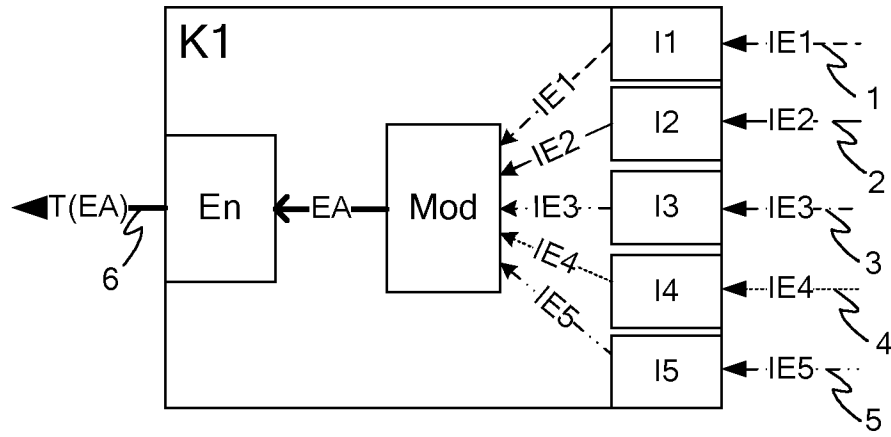 K1
I1
IE1
1
IE1
I2
IE2
2
IE2
T(EA)
En
EA
Mod
IE3
I3
IE3
3
6
IE4
I4
IE4
4
IE5
I5
IE5
5